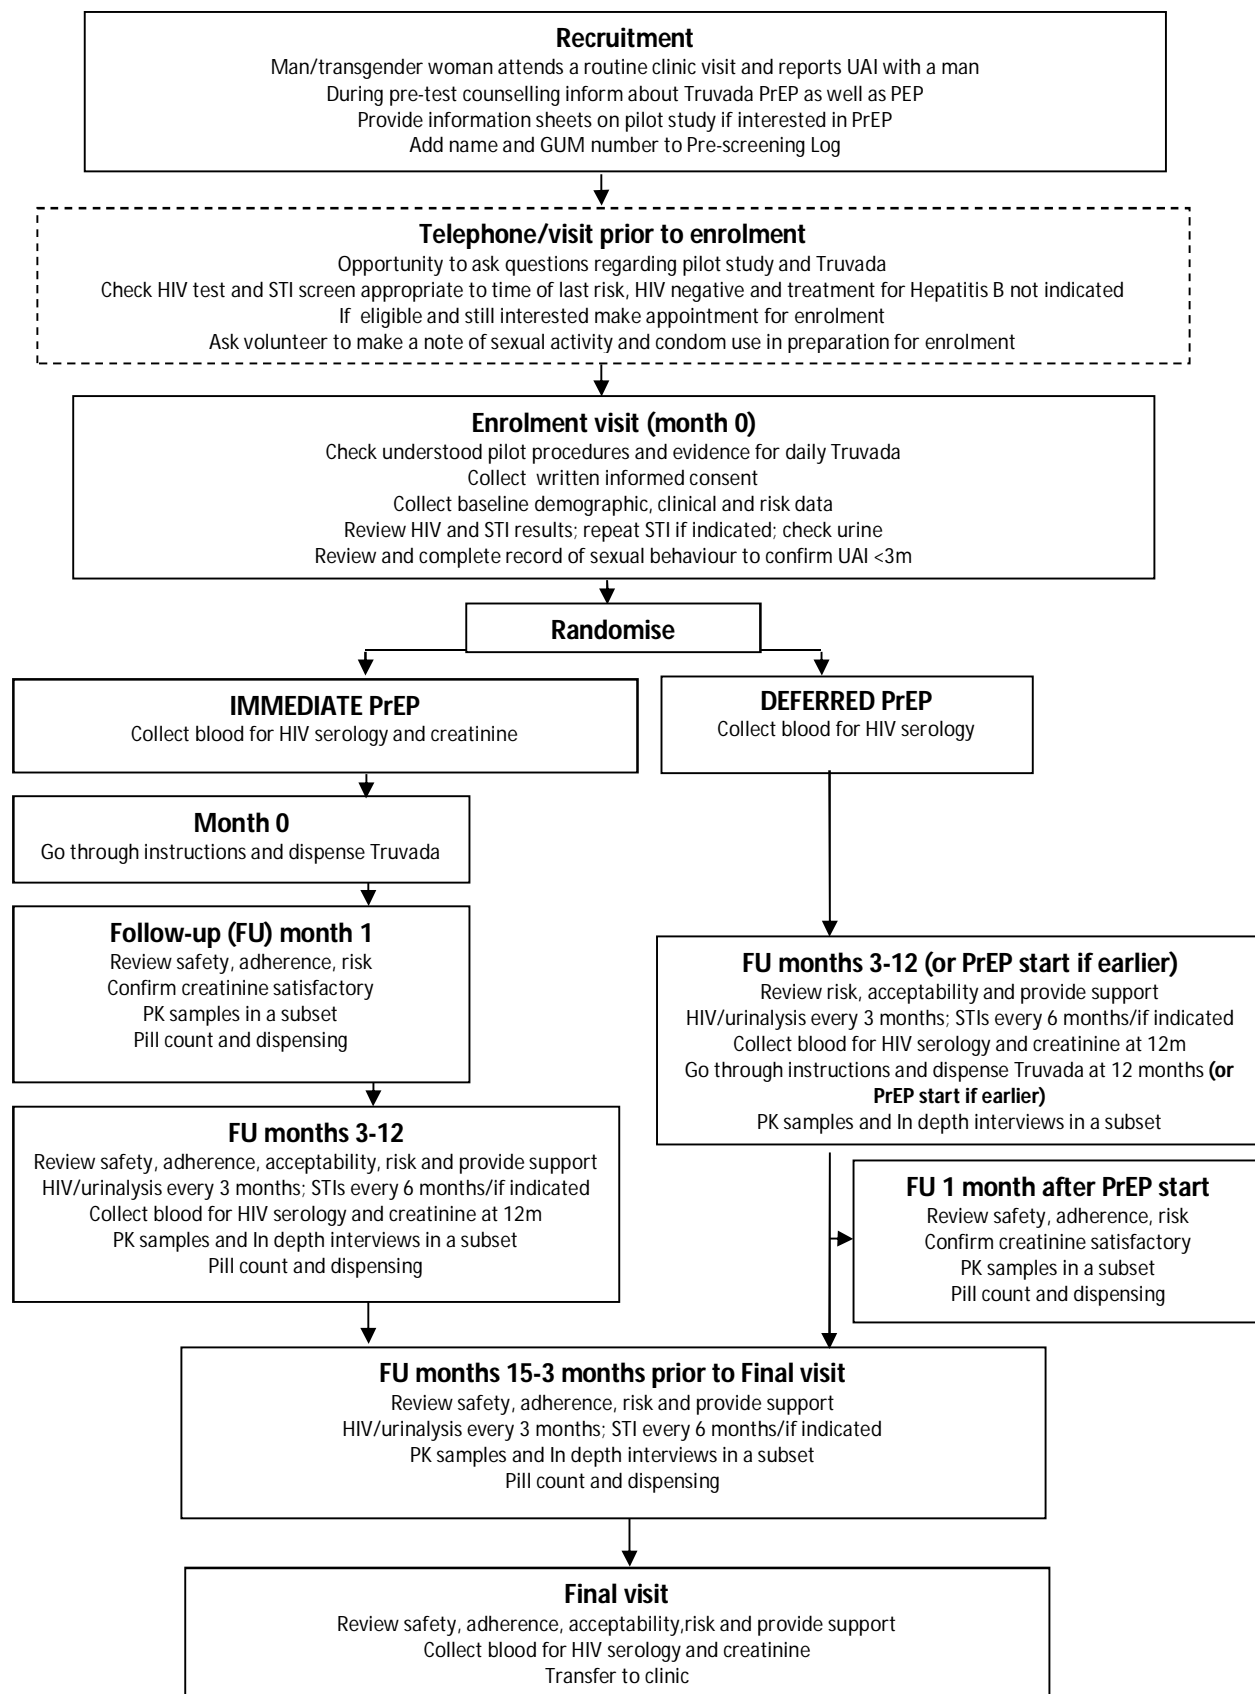 Recruitment
Man/transgender woman attends a routine clinic visit and reports UAI with a man
During pre-test counselling inform about Truvada PrEP as well as PEP
Provide information sheets on pilot study if interested in PrEP
Add name and GUM number to Pre-screening Log
Telephone/visit prior to enrolment
Opportunity to ask questions regarding pilot study and Truvada
Check HIV test and STI screen appropriate to time of last risk, HIV negative and treatment for Hepatitis B not indicated
If eligible and still interested make appointment for enrolment
Ask volunteer to make a note of sexual activity and condom use in preparation for enrolment
Enrolment visit (month 0)
Check understood pilot procedures and evidence for daily Truvada
Collect written informed consent
Collect baseline demographic, clinical and risk data
Review HIV and STI results; repeat STI if indicated; check urine
Review and complete record of sexual behaviour to confirm UAI <3m
Randomise
IMMEDIATE PrEP
Collect blood for HIV serology and creatinine
DEFERRED PrEP
Collect blood for HIV serology
Month 0
Go through instructions and dispense Truvada
Follow-up (FU) month 1
Review safety, adherence, risk
Confirm creatinine satisfactory
PK samples in a subset
Pill count and dispensing
FU months 3-12 (or PrEP start if earlier)
Review risk, acceptability and provide support
HIV/urinalysis every 3 months; STIs every 6 months/if indicated
Collect blood for HIV serology and creatinine at 12m
Go through instructions and dispense Truvada at 12 months (or
PrEP start if earlier)
PK samples and In depth interviews in a subset
FU months 3-12
Review safety, adherence, acceptability, risk and provide support
HIV/urinalysis every 3 months; STIs every 6 months/if indicated
Collect blood for HIV serology and creatinine at 12m
PK samples and In depth interviews in a subset
Pill count and dispensing
FU 1 month after PrEP start
Review safety, adherence, risk
Confirm creatinine satisfactory
PK samples in a subset
Pill count and dispensing
FU months 15-3 months prior to Final visit
Review safety, adherence, risk and provide support
HIV/urinalysis every 3 months; STI every 6 months/if indicated
PK samples and In depth interviews in a subset
Pill count and dispensing
Final visit
Review safety, adherence, acceptability,risk and provide support
Collect blood for HIV serology and creatinine
Transfer to clinic